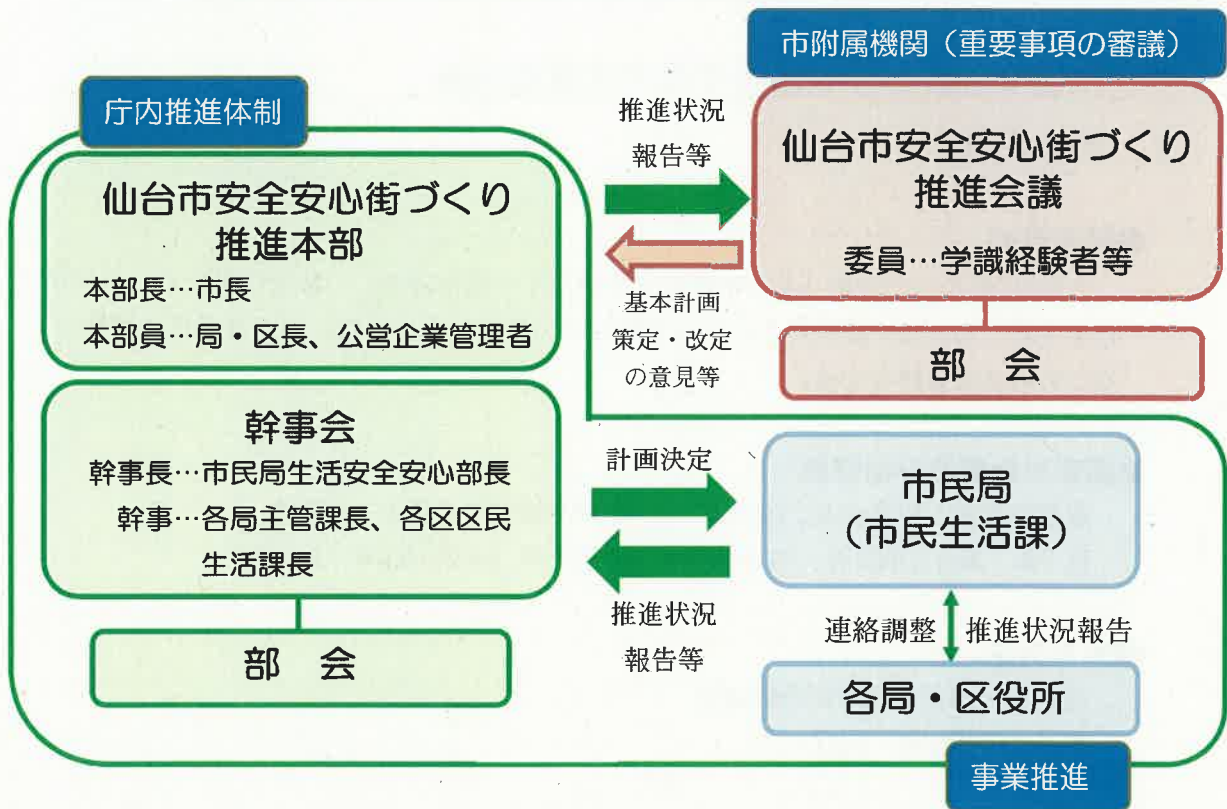 市附属機関（重要事項の審議）
仙台市安全安心街づくり
推進会議
委員…学識経験者等
部　会
庁内推進体制
仙台市安全安心街づくり
推進本部
本部長…市長
本部員…局・区長、公営企業管理者
推進状況
報告等
基本計画
策定・改定
の意見等
幹事会
幹事長…市民局生活安全安心部長
幹事…各局主管課長、各区区民
生活課長
部　会
計画決定
推進状況
報告等
市民局
（市民生活課）
連絡調整
推進状況報告
各局・区役所
事業推進